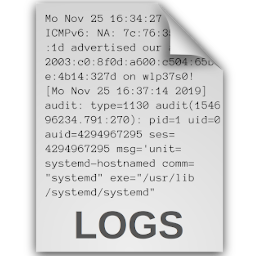 Mo Nov 25 16:34:27
ICMPv6: NA: 7c:76:35
:1d advertised our
2003:c0:8f0d:a600:c504:65d
e:4b14:327d on wlp37s0!
[Mo Nov 25 16:37:14 2019]
audit: type=1130 audit(1546
96234.791:270): pid=1 uid=0
auid=4294967295 ses=
4294967295 msg='unit=
systemd-hostnamed comm=
"systemd" exe="/usr/lib
/systemd/systemd"
LOGS